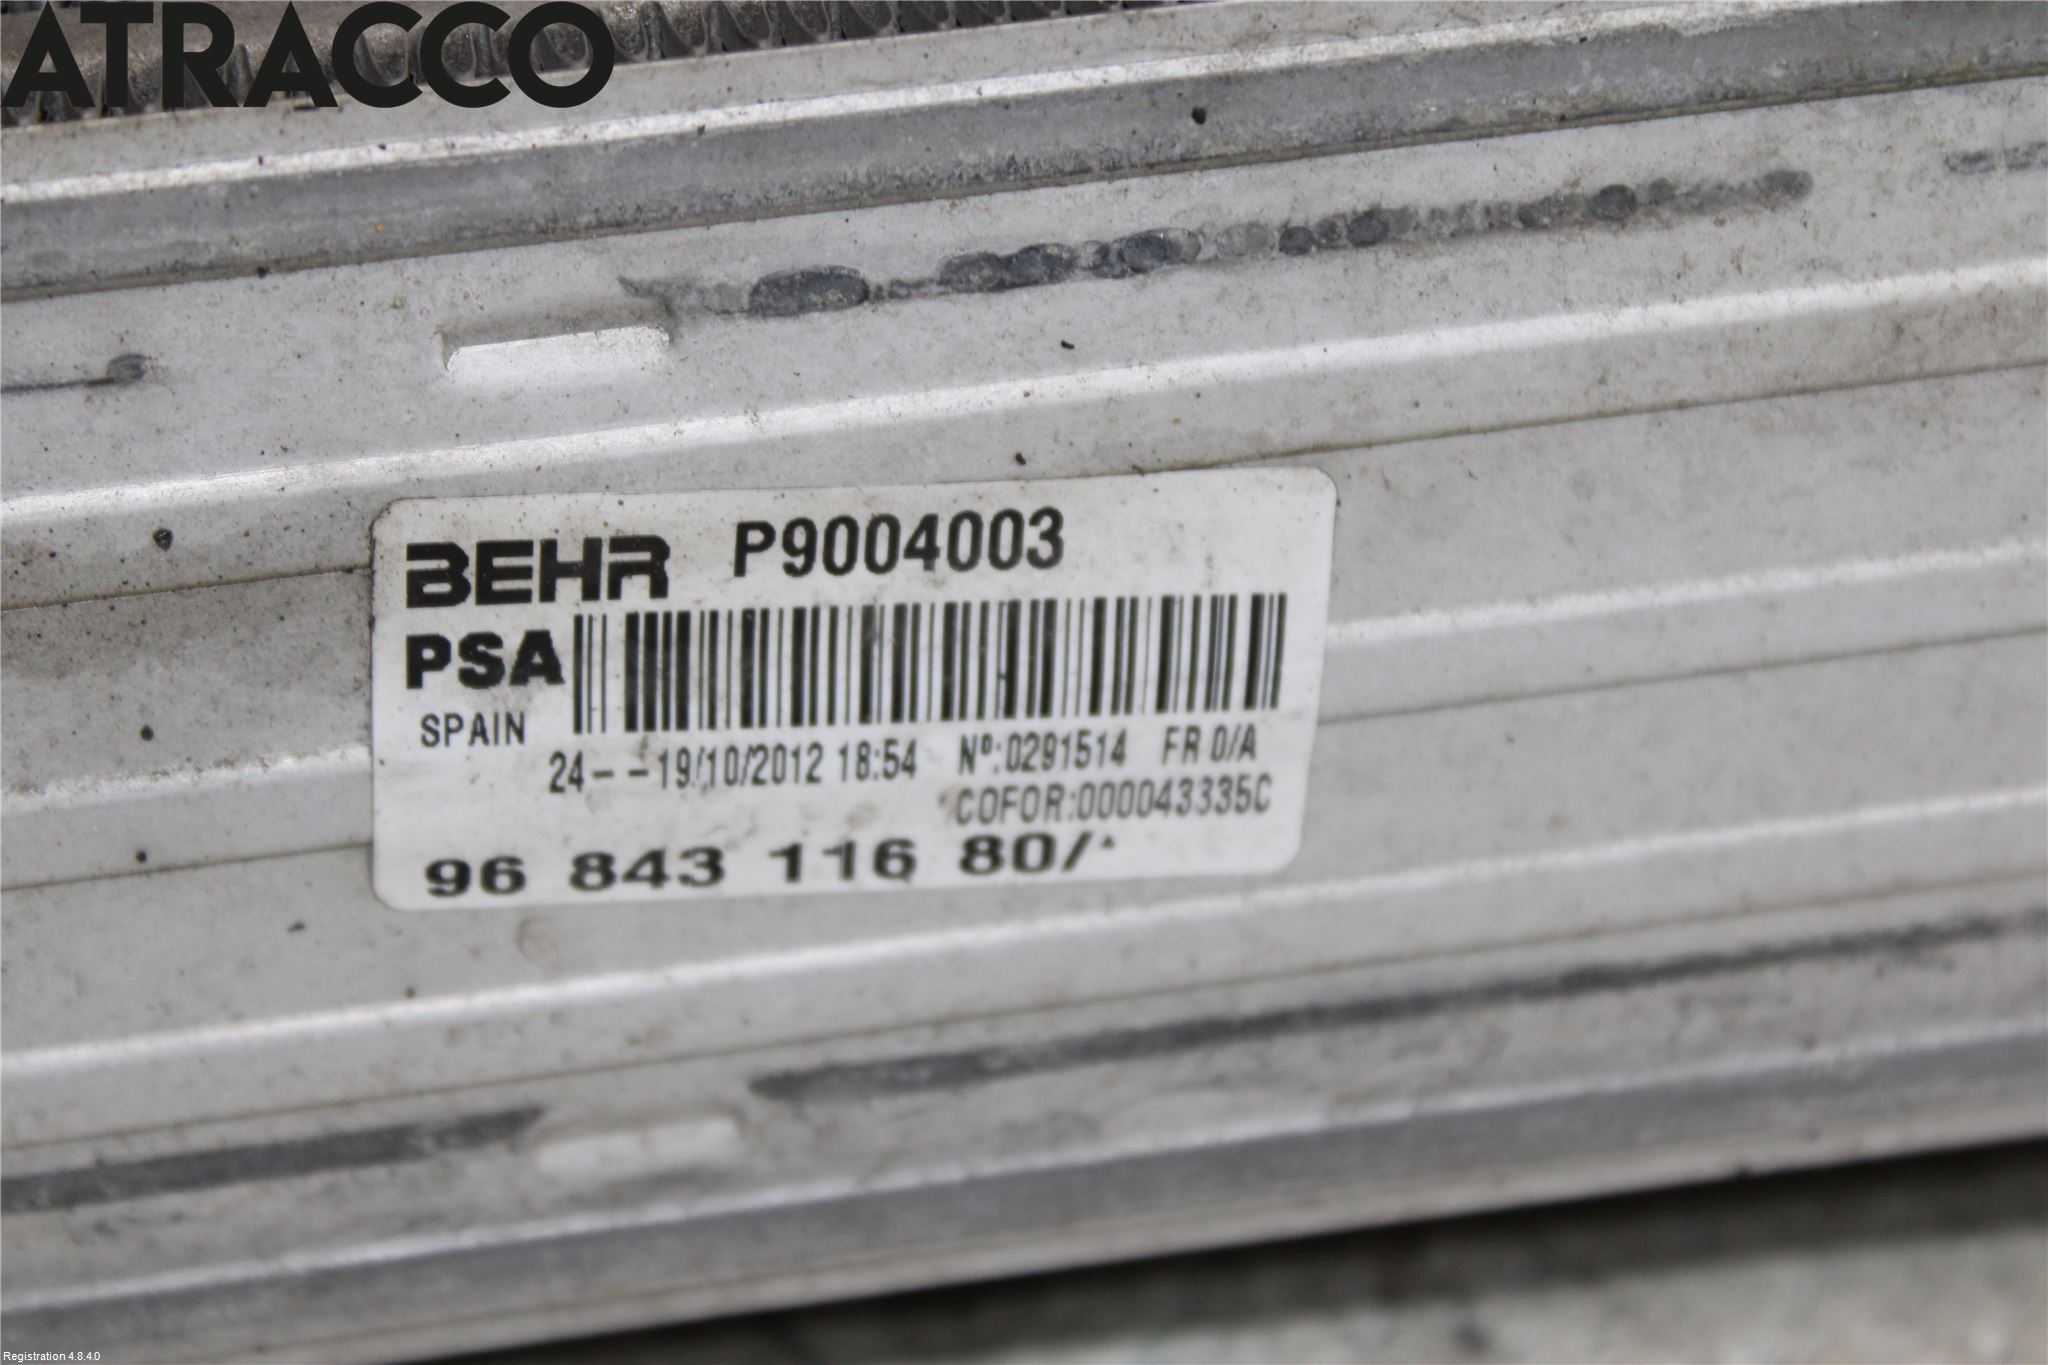 ATRACCO
BEHR P9004003
PSA
SPAIN
24--19/10/2012 18:54 Nº:0291514 FR 0/A
COFOR:000043335C
96 843 116 80/
Registration 4.8.4.0